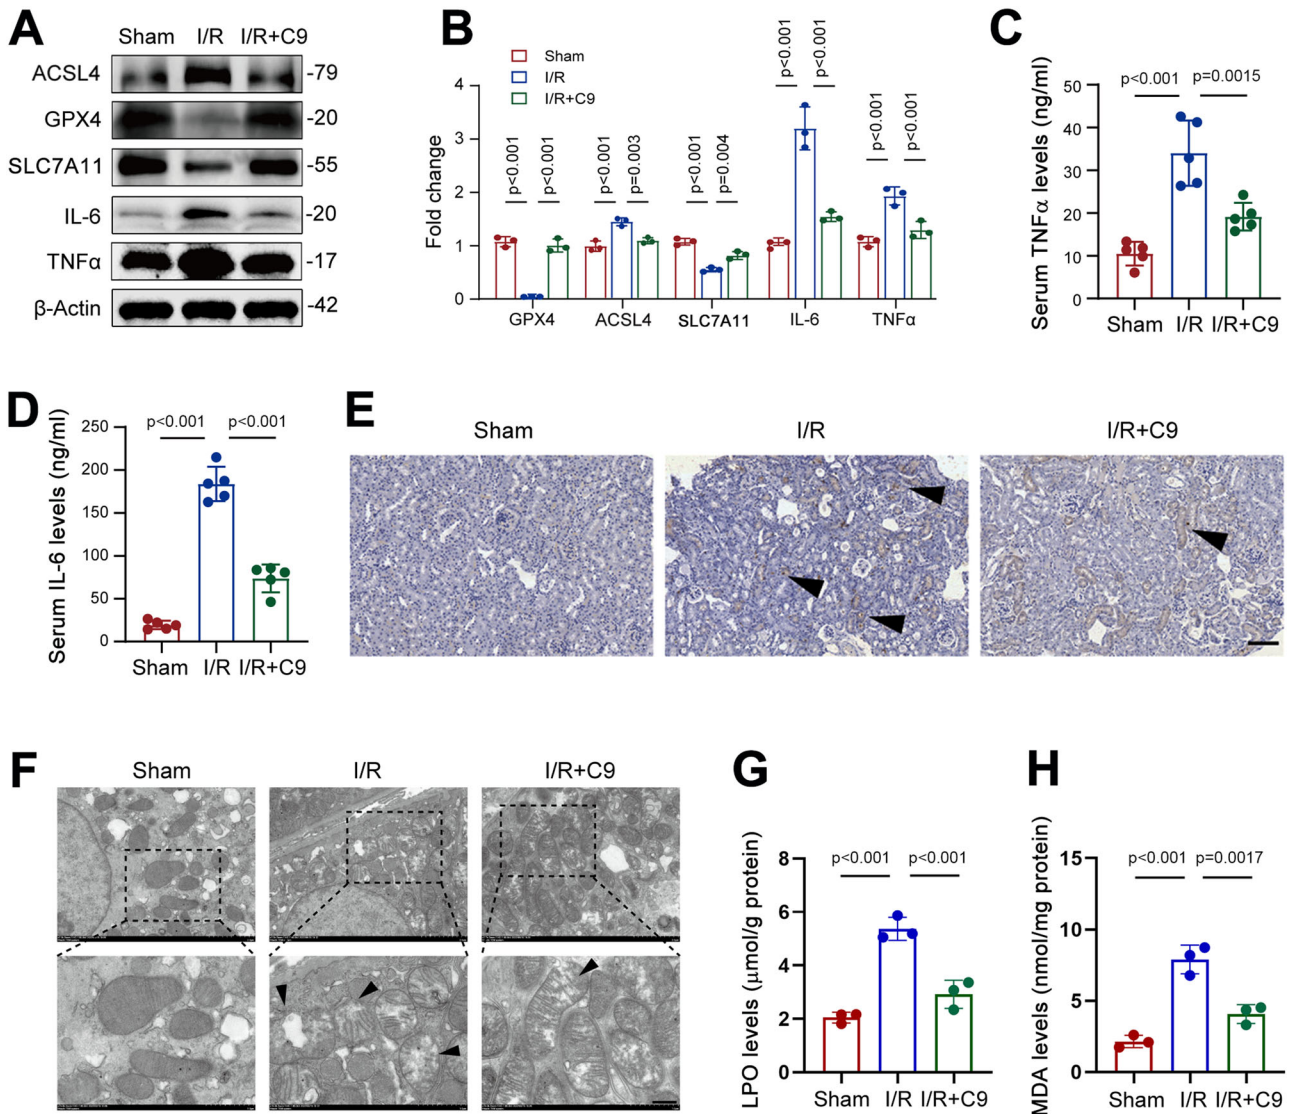 A
Sham I/R I/R+C9
ACSL4 -79
GPX4 -20
SLC7A11 -55
IL-6 -20
TNFα -17
β-Actin -42
B
Sham
I/R
I/R+C9
Fold change
4
3
2
1
0
p<0.001 p<0.001
p<0.001 p=0.003
p<0.001 p=0.004
p<0.001 p<0.001
p<0.001 p<0.001
GPX4 ACSL4 SLC7A11 IL-6 TNFα
C
Serum TNFα levels (ng/ml)
50
40
30
20
10
0
p<0.001 p=0.0015
Sham I/R I/R+C9
D
Serum IL-6 levels (ng/ml)
250
200
150
100
50
0
p<0.001 p<0.001
Sham I/R I/R+C9
E
Sham I/R I/R+C9
F
Sham I/R I/R+C9
G
LPO levels (μmol/g protein)
8
6
4
2
0
p<0.001 p<0.001
Sham I/R I/R+C9
H
MDA levels (nmol/mg protein)
15
10
5
0
p<0.001 p=0.0017
Sham I/R I/R+C9